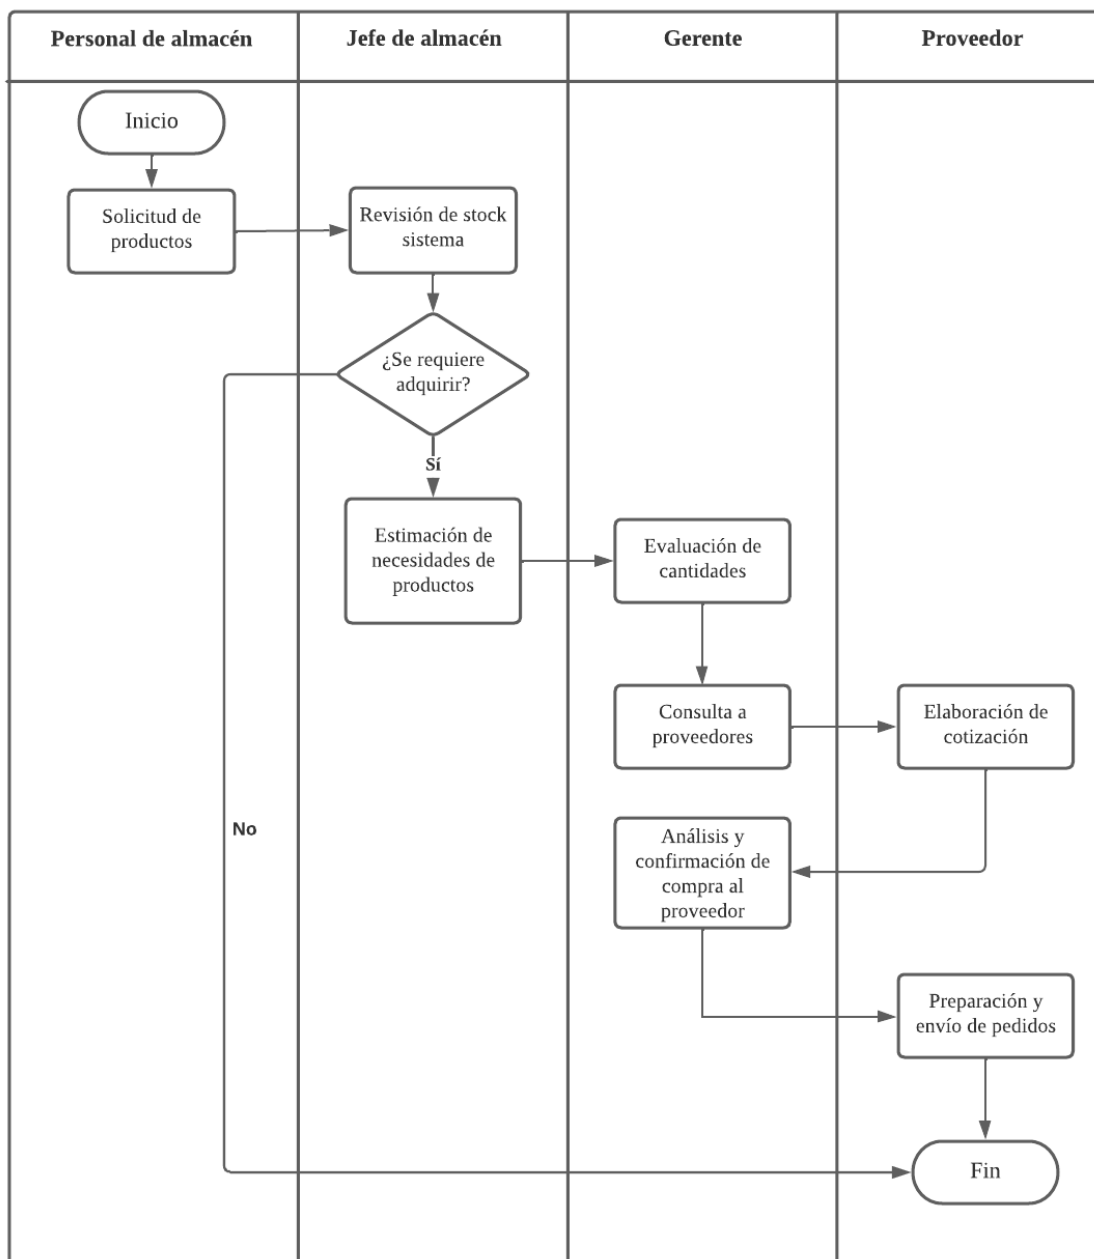 Personal de almacén
Jefe de almacén
Gerente
Proveedor
Inicio
Solicitud de
productos
Revisión de stock
sistema
¿Se requiere
adquirir?
Sí
Estimación de
necesidades de
productos
Evaluación de
cantidades
Consulta a
proveedores
Elaboración de
cotización
No
Análisis y
confirmación de
compra al
proveedor
Preparación y
envío de pedidos
Fin